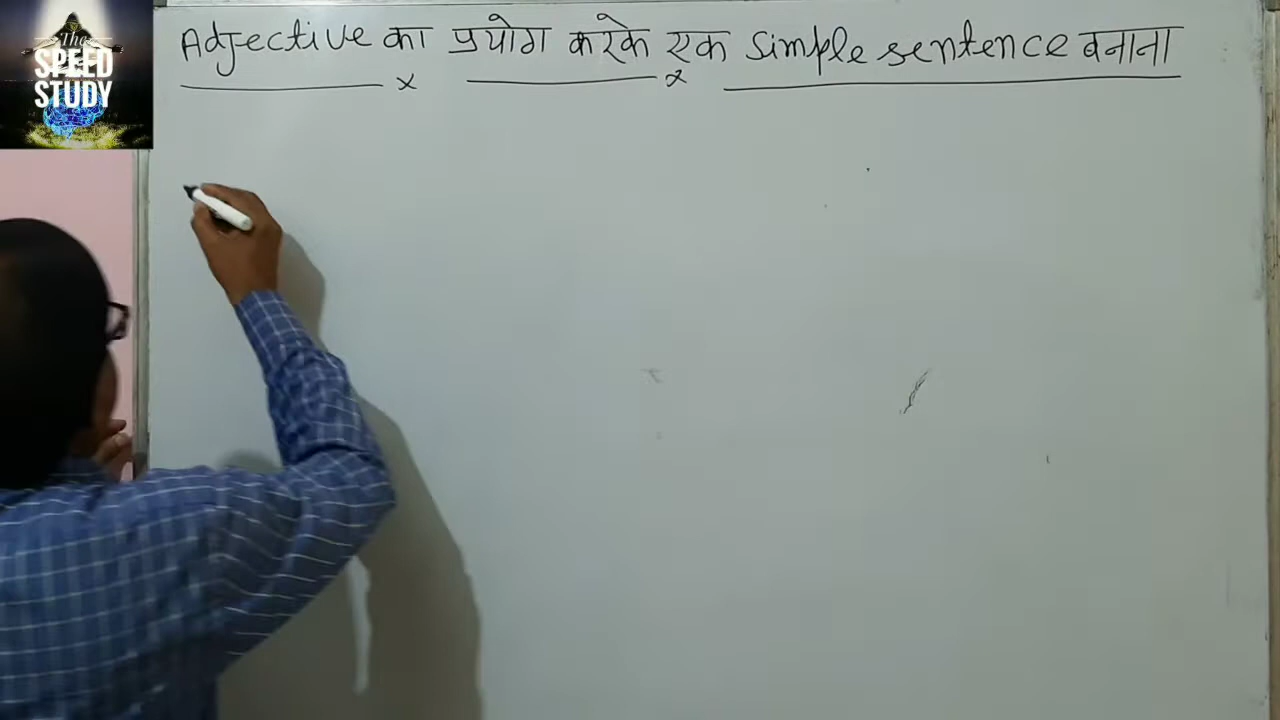 The
SPEED
STUDY
Adjective का प्रयोग करके एक simple sentence बनाना